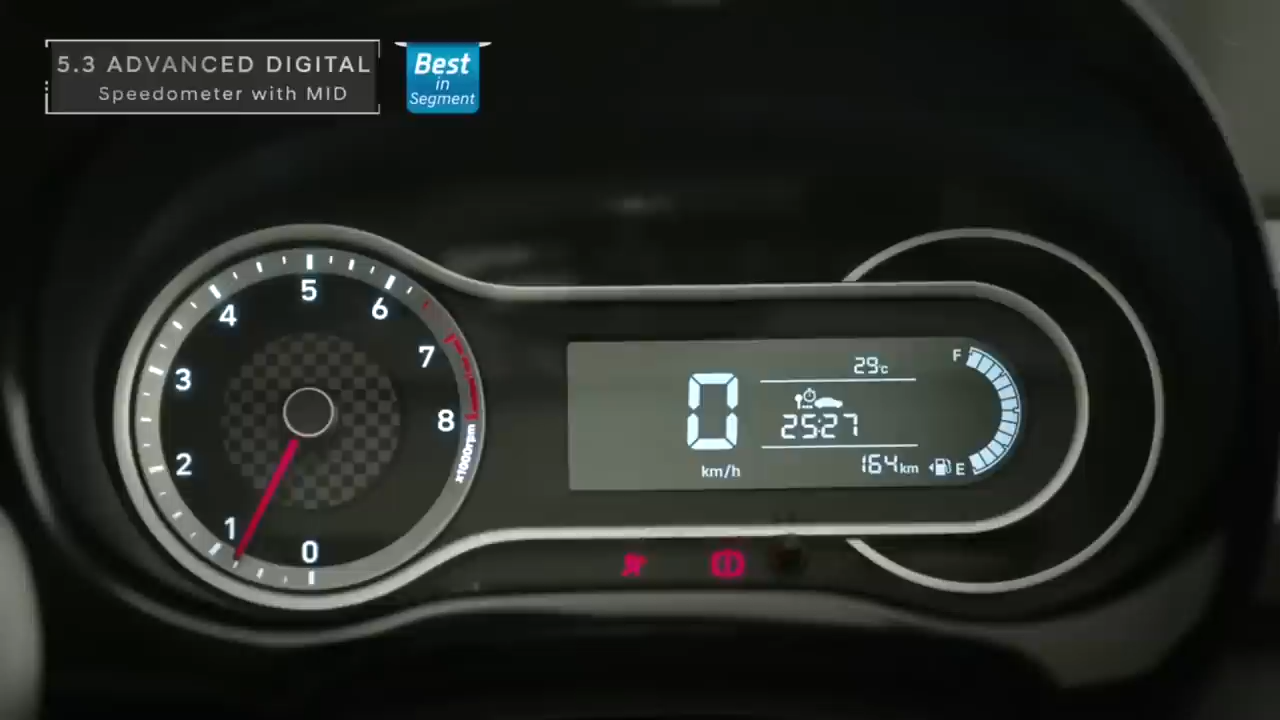 5.3 ADVANCED DIGITAL
Speedometer with MID
Best
in
Segment
5
6
4
7
3
8
2
1
0
x1000rpm
0
km/h
29°c
25:27
164km
F
E